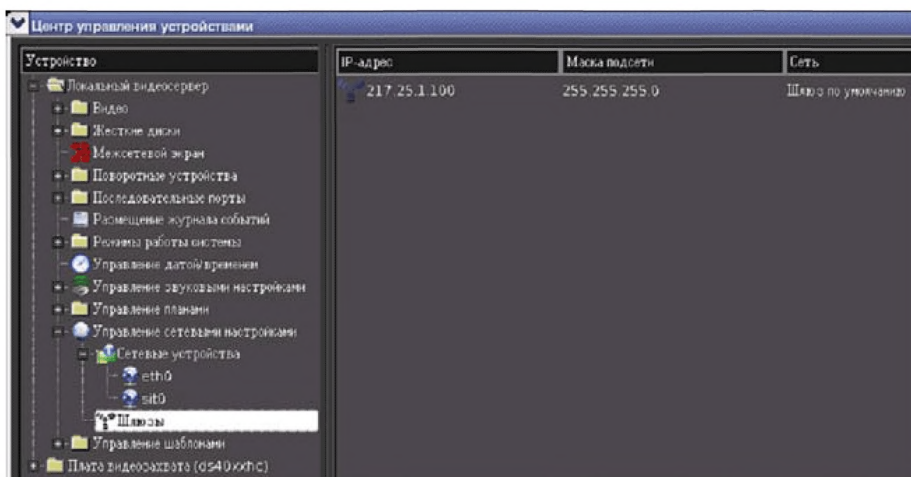 Центр управления устройствами
Устройство
IP-адрес
Маска подсети
Сеть
Локальный видеосервер
217.25.1.100
255.255.255.0
Шлюз по умолчанию
Видео
Жесткие диски
Межсетевой экран
Поворотные устройства
Последовательные порты
Размещение журнала событий
Режимы работы системы
Управление датой/временем
Управление звуковыми настройками
Управление планами
Управление сетевыми настройками
Сетевые устройства
eth0
sit0
Шлюзы
Управление шаблонами
Плата видеозахвата (ds40xxhc)